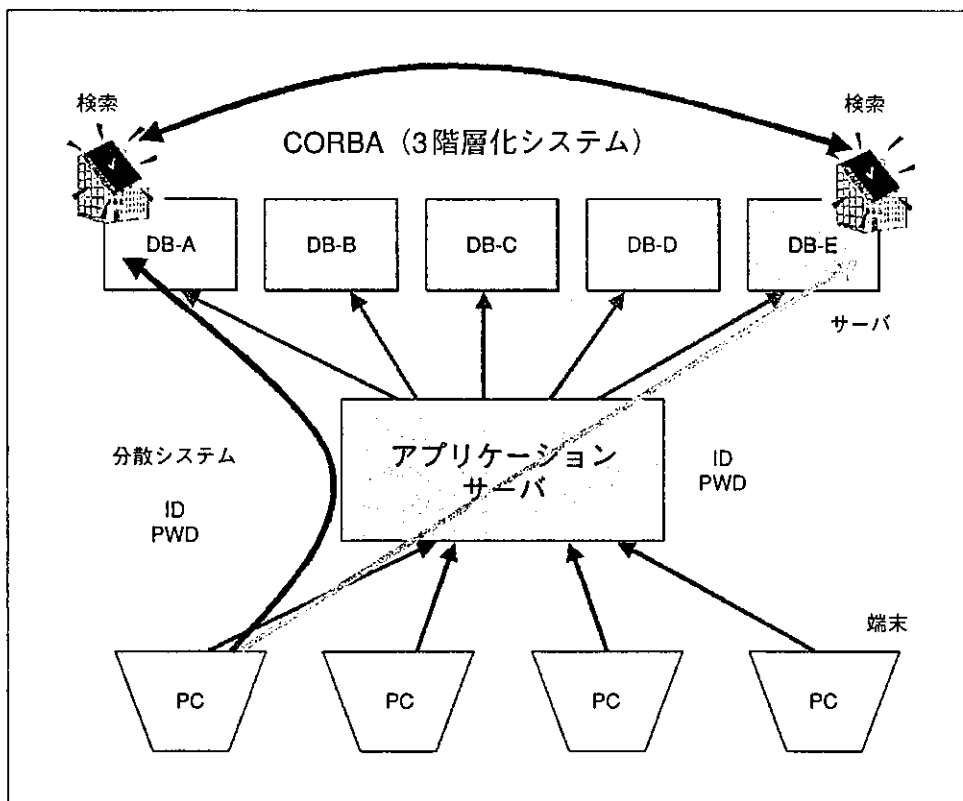 検索
検索
CORBA（3階層化システム）
DB-A
DB-B
DB-C
DB-D
DB-E
サーバ
アプリケーション
サーバ
分散システム
ID
PWD
ID
PWD
端末
PC
PC
PC
PC